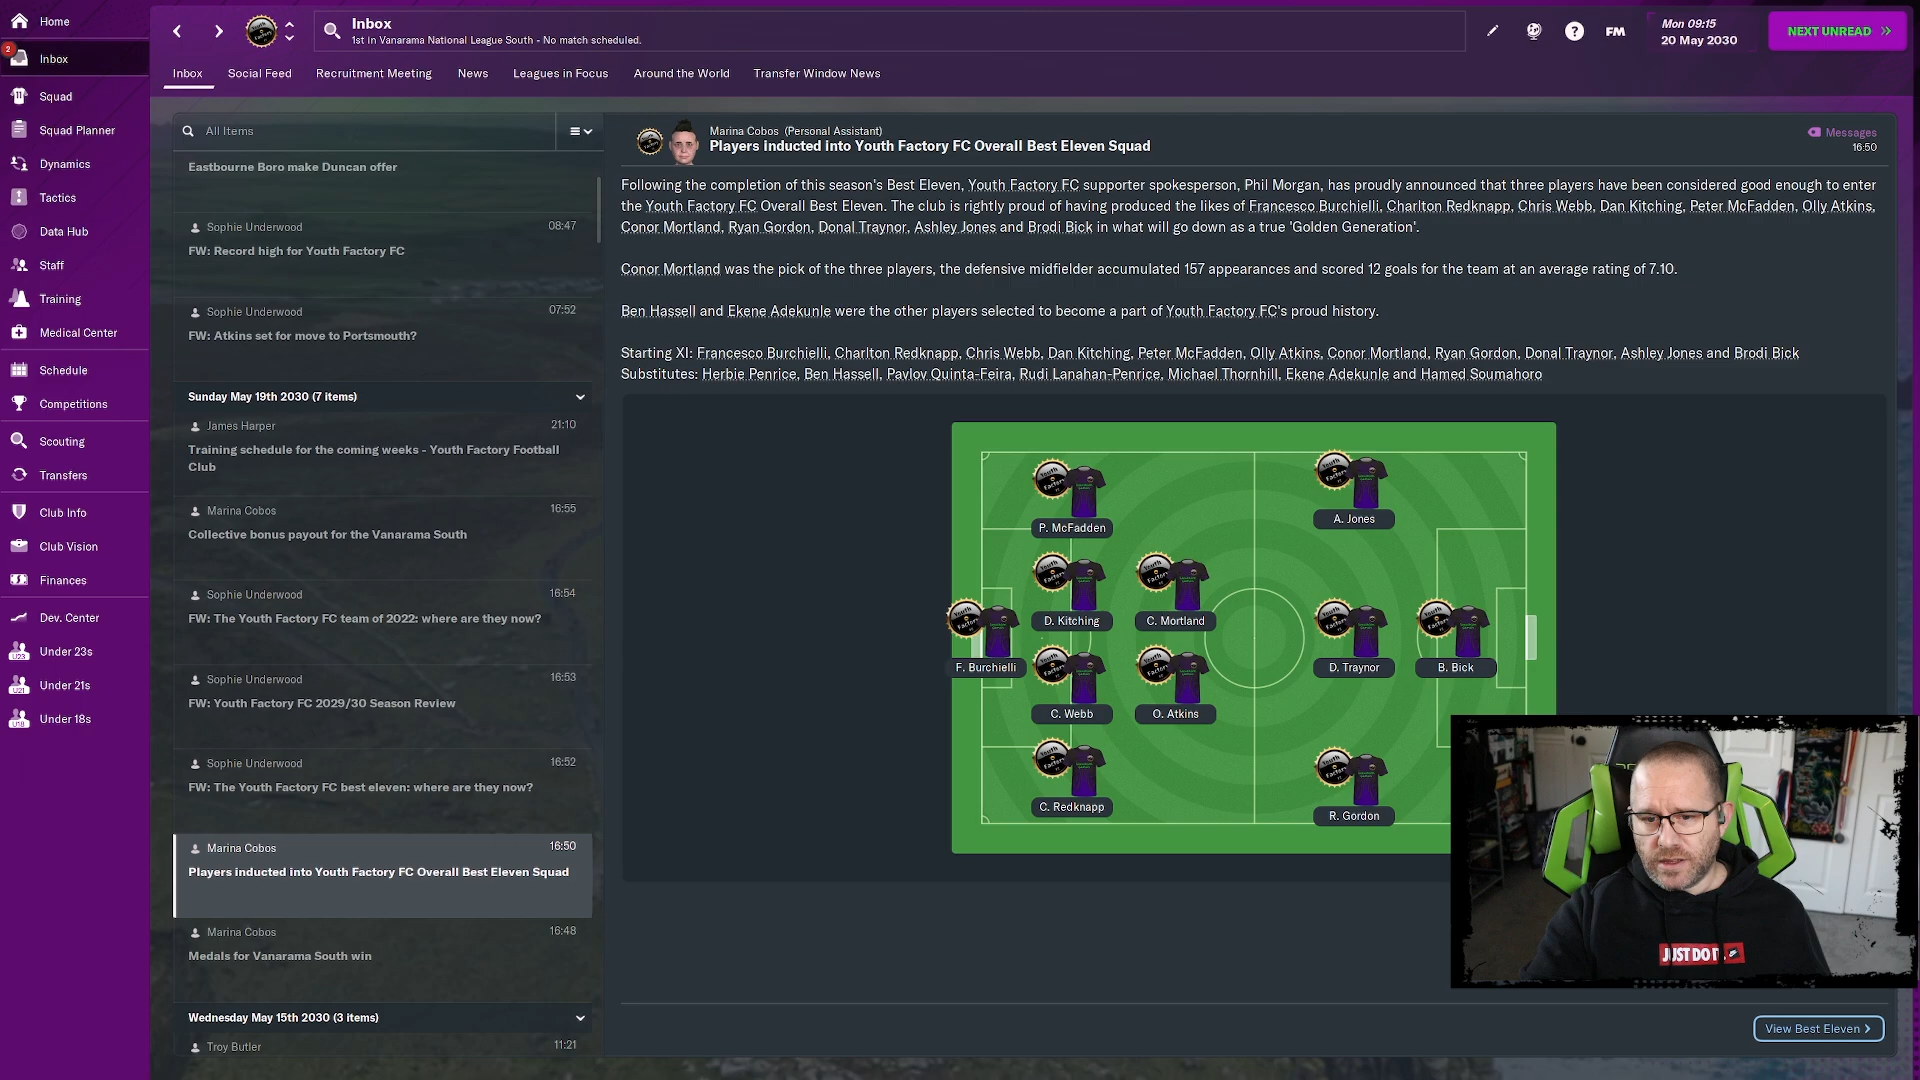 Home
2
Inbox
Squad
Squad Planner
Dynamics
Tactics
Data Hub
Staff
Training
Medical Center
Schedule
Competitions
Scouting
Transfers
Club Info
Club Vision
Finances
Dev. Center
U23
Under 23s
U21
Under 21s
U18
Under 18s
Inbox
1st in Vanarama National League South - No match scheduled.
FM
Mon 09:15
20 May 2030
NEXT UNREAD
Inbox
Social Feed
Recruitment Meeting
News
Leagues in Focus
Around the World
Transfer Window News
All Items
Eastbourne Boro make Duncan offer
Sophie Underwood 08:47
FW: Record high for Youth Factory FC
Sophie Underwood 07:52
FW: Atkins set for move to Portsmouth?
Sunday May 19th 2030 (7 items)
James Harper 21:10
Training schedule for the coming weeks - Youth Factory Football
Club
Marina Cobos 16:55
Collective bonus payout for the Vanarama South
Sophie Underwood 16:54
FW: The Youth Factory FC team of 2022: where are they now?
Sophie Underwood 16:53
FW: Youth Factory FC 2029/30 Season Review
Sophie Underwood 16:52
FW: The Youth Factory FC best eleven: where are they now?
Marina Cobos 16:50
Players inducted into Youth Factory FC Overall Best Eleven Squad
Marina Cobos 16:48
Medals for Vanarama South win
Wednesday May 15th 2030 (3 items)
Troy Butler 11:21
Marina Cobos (Personal Assistant)
Players inducted into Youth Factory FC Overall Best Eleven Squad
Messages
16:50
Following the completion of this season's Best Eleven, Youth Factory FC supporter spokesperson, Phil Morgan, has proudly announced that three players have been considered good enough to enter
the Youth Factory FC Overall Best Eleven. The club is rightly proud of having produced the likes of Francesco Burchielli, Charlton Redknapp, Chris Webb, Dan Kitching, Peter McFadden, Olly Atkins,
Conor Mortland, Ryan Gordon, Donal Traynor, Ashley Jones and Brodi Bick in what will go down as a true 'Golden Generation'.
Conor Mortland was the pick of the three players, the defensive midfielder accumulated 157 appearances and scored 12 goals for the team at an average rating of 7.10.
Ben Hassell and Ekene Adekunle were the other players selected to become a part of Youth Factory FC's proud history.
Starting XI: Francesco Burchielli, Charlton Redknapp, Chris Webb, Dan Kitching, Peter McFadden, Olly Atkins, Conor Mortland, Ryan Gordon, Donal Traynor, Ashley Jones and Brodi Bick
Substitutes: Herbie Penrice, Ben Hassell, Pavlov Quinta-Feira, Rudi Lanahan-Penrice, Michael Thornhill, Ekene Adekunle and Hamed Soumahoro
P. McFadden
A. Jones
D. Kitching
C. Mortland
F. Burchielli
D. Traynor
B. Bick
C. Webb
O. Atkins
C. Redknapp
R. Gordon
JUST DO IT.
View Best Eleven